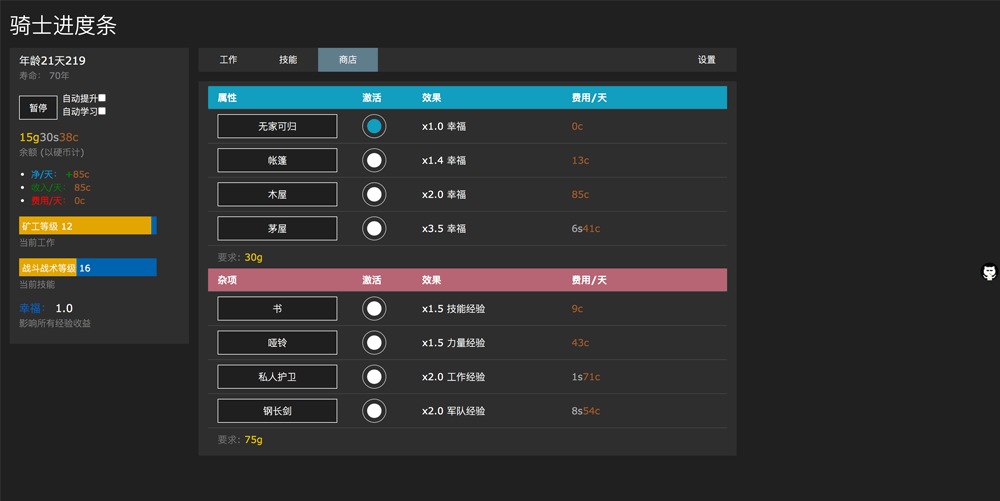 骑士进度条
年龄21天219
寿命： 70年
暂停
自动提升
自动学习
15g30s38c
余额 (以硬币计)
净/天： +85c
收入/天： 85c
费用/天： 0c
矿工等级 12
当前工作
战斗战术等级 16
当前技能
幸福： 1.0
影响所有经验收益
工作 技能 商店 设置
属性 激活 效果 费用/天
无家可归 x1.0 幸福 0c
帐篷 x1.4 幸福 13c
木屋 x2.0 幸福 85c
茅屋 x3.5 幸福 6s41c
要求: 30g
杂项 激活 效果 费用/天
书 x1.5 技能经验 9c
哑铃 x1.5 力量经验 43c
私人护卫 x2.0 工作经验 1s71c
钢长剑 x2.0 军队经验 8s54c
要求: 75g